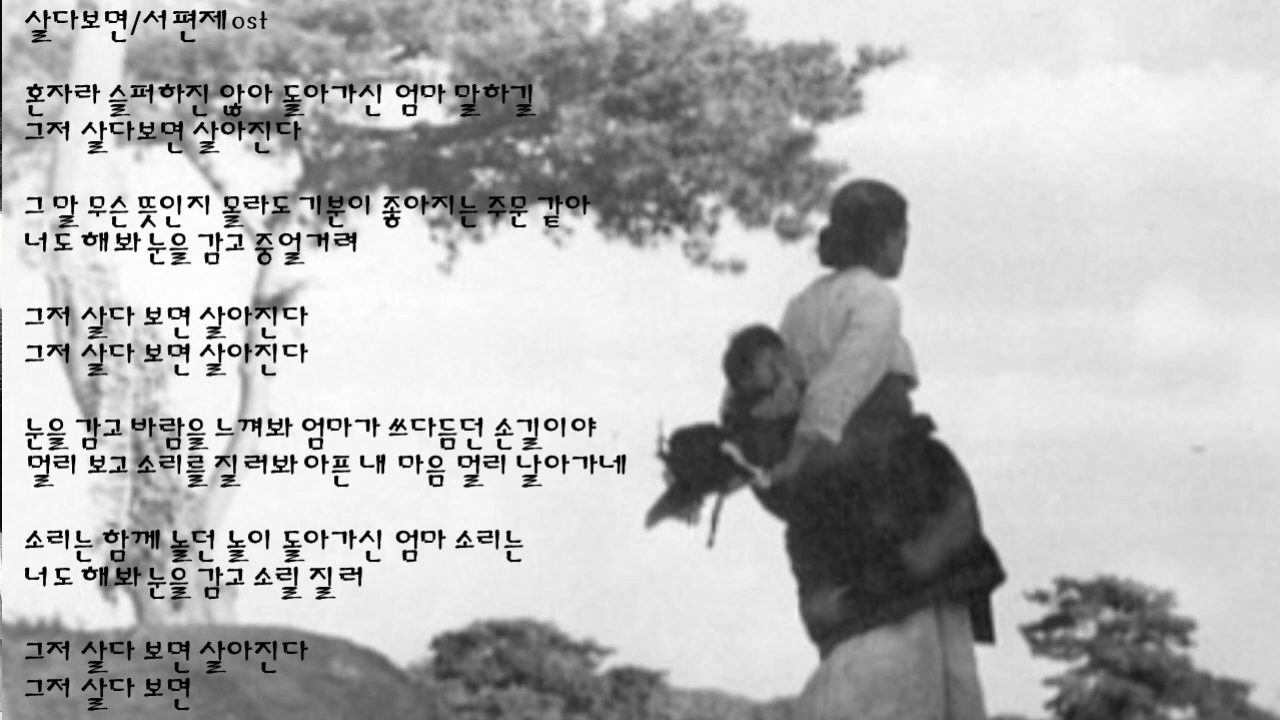 살다보면/서편제ost
혼자라 슬퍼하진 않아 돌아가신 엄마 말하길
그저 살다보면 살아진다
그 말 무슨 뜻인지 몰라도 기분이 좋아지는 주문 같아
너도 해봐 눈을 감고 중얼거려
그저 살다 보면 살아진다
그저 살다 보면 살아진다
눈을 감고 바람을 느껴봐 엄마가 쓰다듬던 손길이야
멀리 보고 소리를 질러봐 아픈 내 마음 멀리 날아가네
소리는 함께 놀던 놀이 돌아가신 엄마 소리는
너도 해봐 눈을 감고 소릴 질러
그저 살다 보면 살아진다
그저 살다 보면